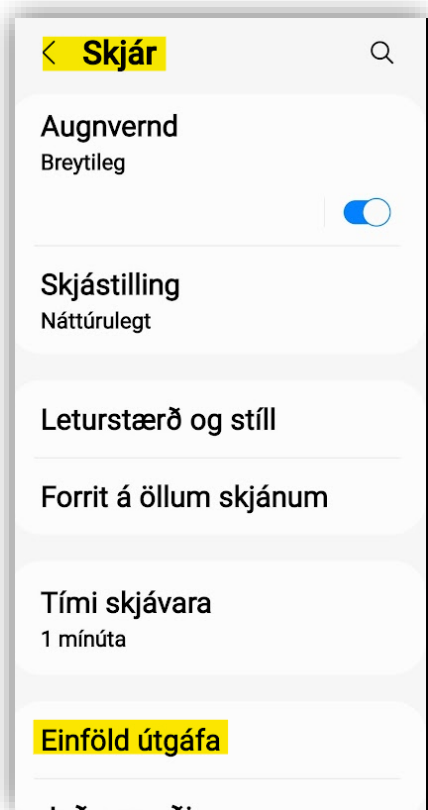 Skjár
Augnvernd
Breytileg
Skjástilling
Náttúrulegt
Leturstærð og stíll
Forrit á öllum skjánum
Tími skjávara
1 mínúta
Einföld útgáfa